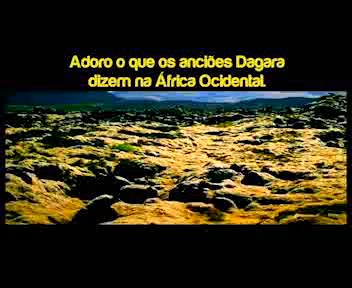 Adoro o que os anciões Dagara
dizem na África Ocidental.